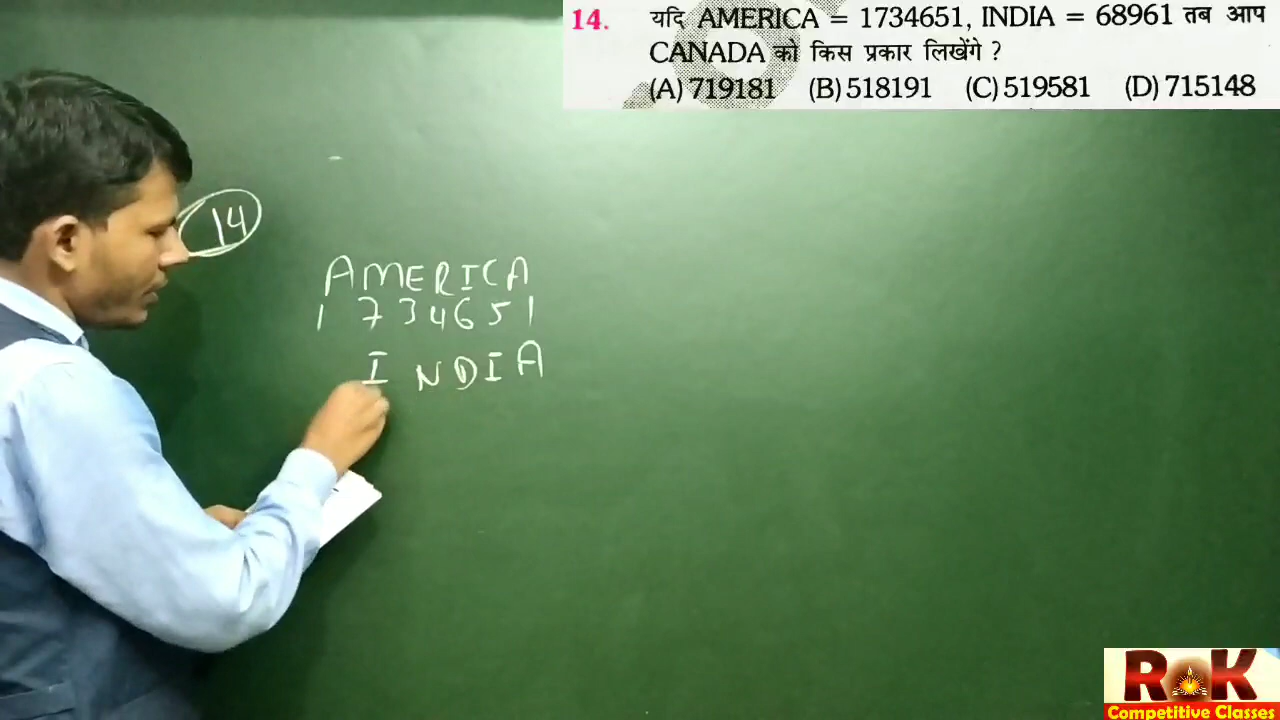 14. यदि AMERICA = 1734651, INDIA = 68961 तब आप
CANADA को किस प्रकार लिखेंगे ?
(A) 719181 (B) 518191 (C) 519581 (D) 715148
14
AMERICA
1734651
INDIA
ROK
Competitive Classes